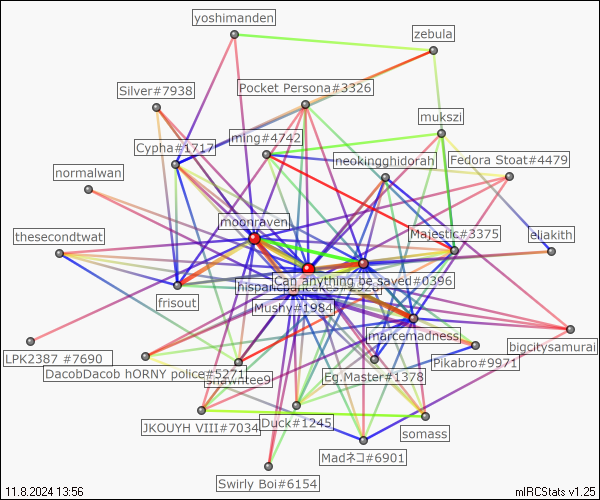 yoshimanden
zebula
Pocket Persona#3326
Silver#7938
mukszi
ming#4742
Cypha#1717
neokingghidorah
Fedora Stoat#4479
normalwan
moonraven
Majestic#3375
thesecondtwat
eliakith
Can anything be saved#0396
frisout
Mushy#1984
marcemadness
bigcitysamurai
LPK2387 #7690
Pikabro#9971
DacobDacob hORNY police#5271
Eg.Master#1378
JKOUYH VIII#7034
Duck#1245
somass
Madネコ#6901
Swirly Boi#6154
11.8.2024 13:56
mIRCStats v1.25